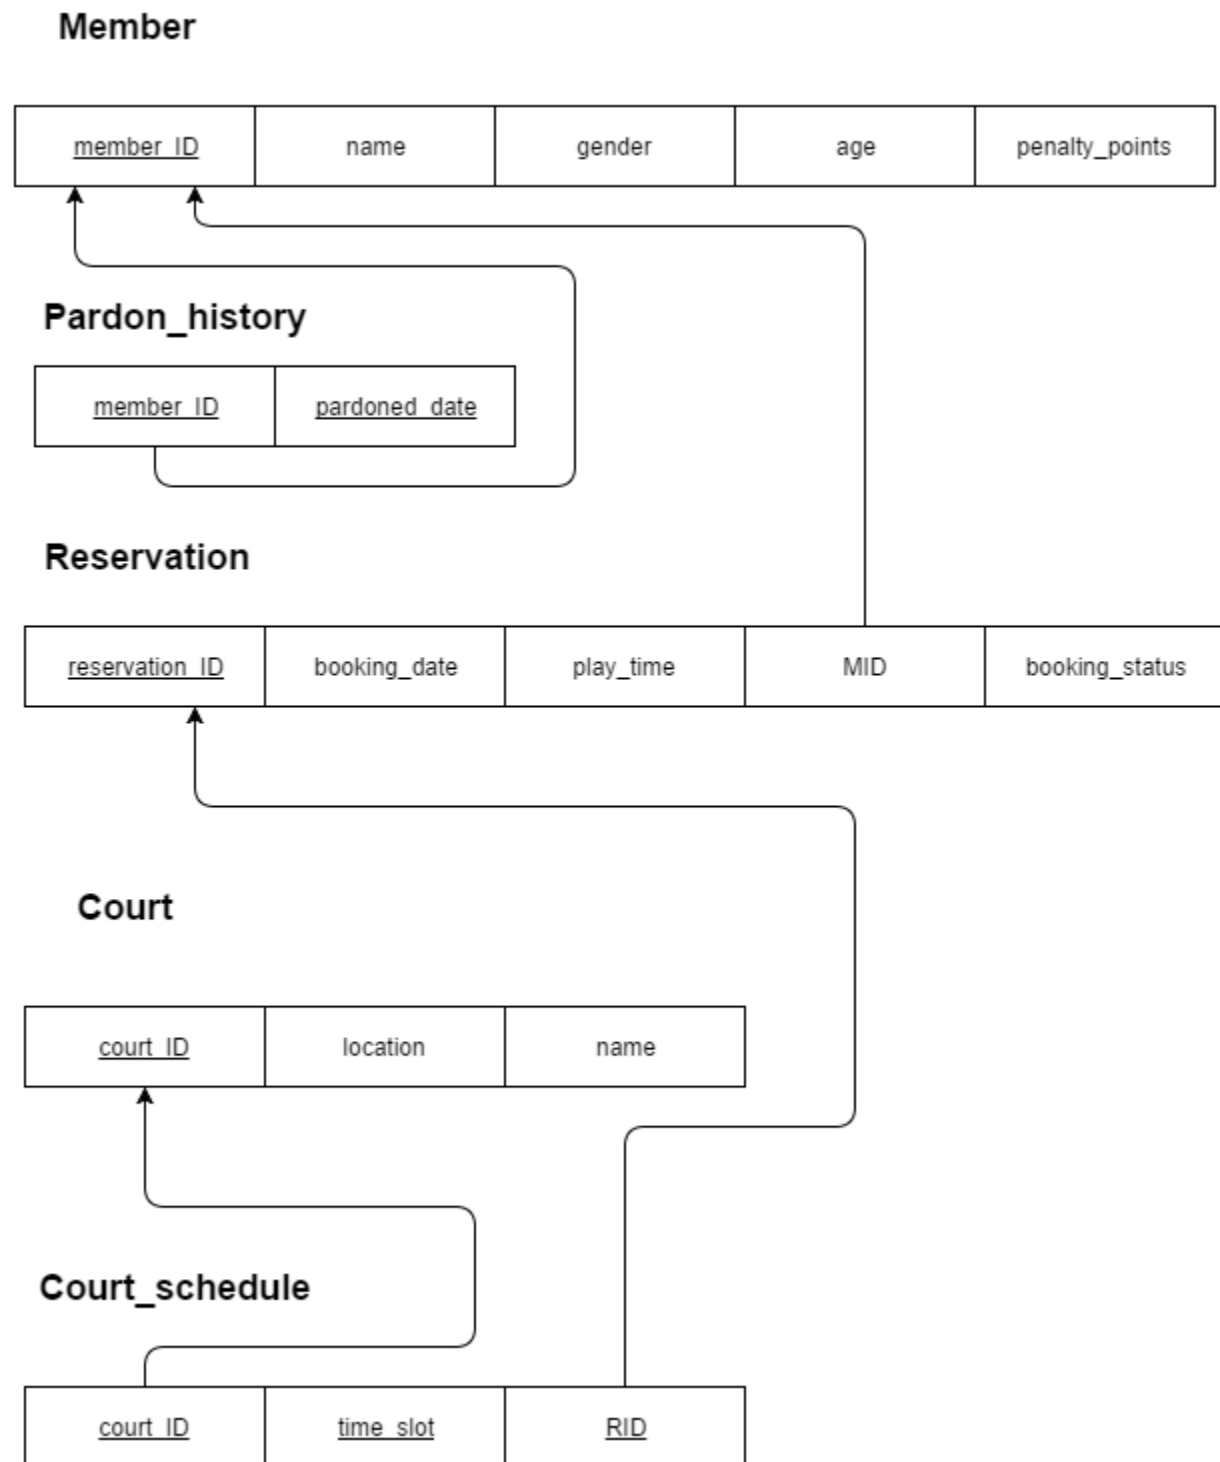 Member
member_ID name gender age penalty_points
Pardon_history
member_ID pardoned_date
Reservation
reservation_ID booking_date play_time MID booking_status
Court
court_ID location name
Court_schedule
court_ID time_slot RID